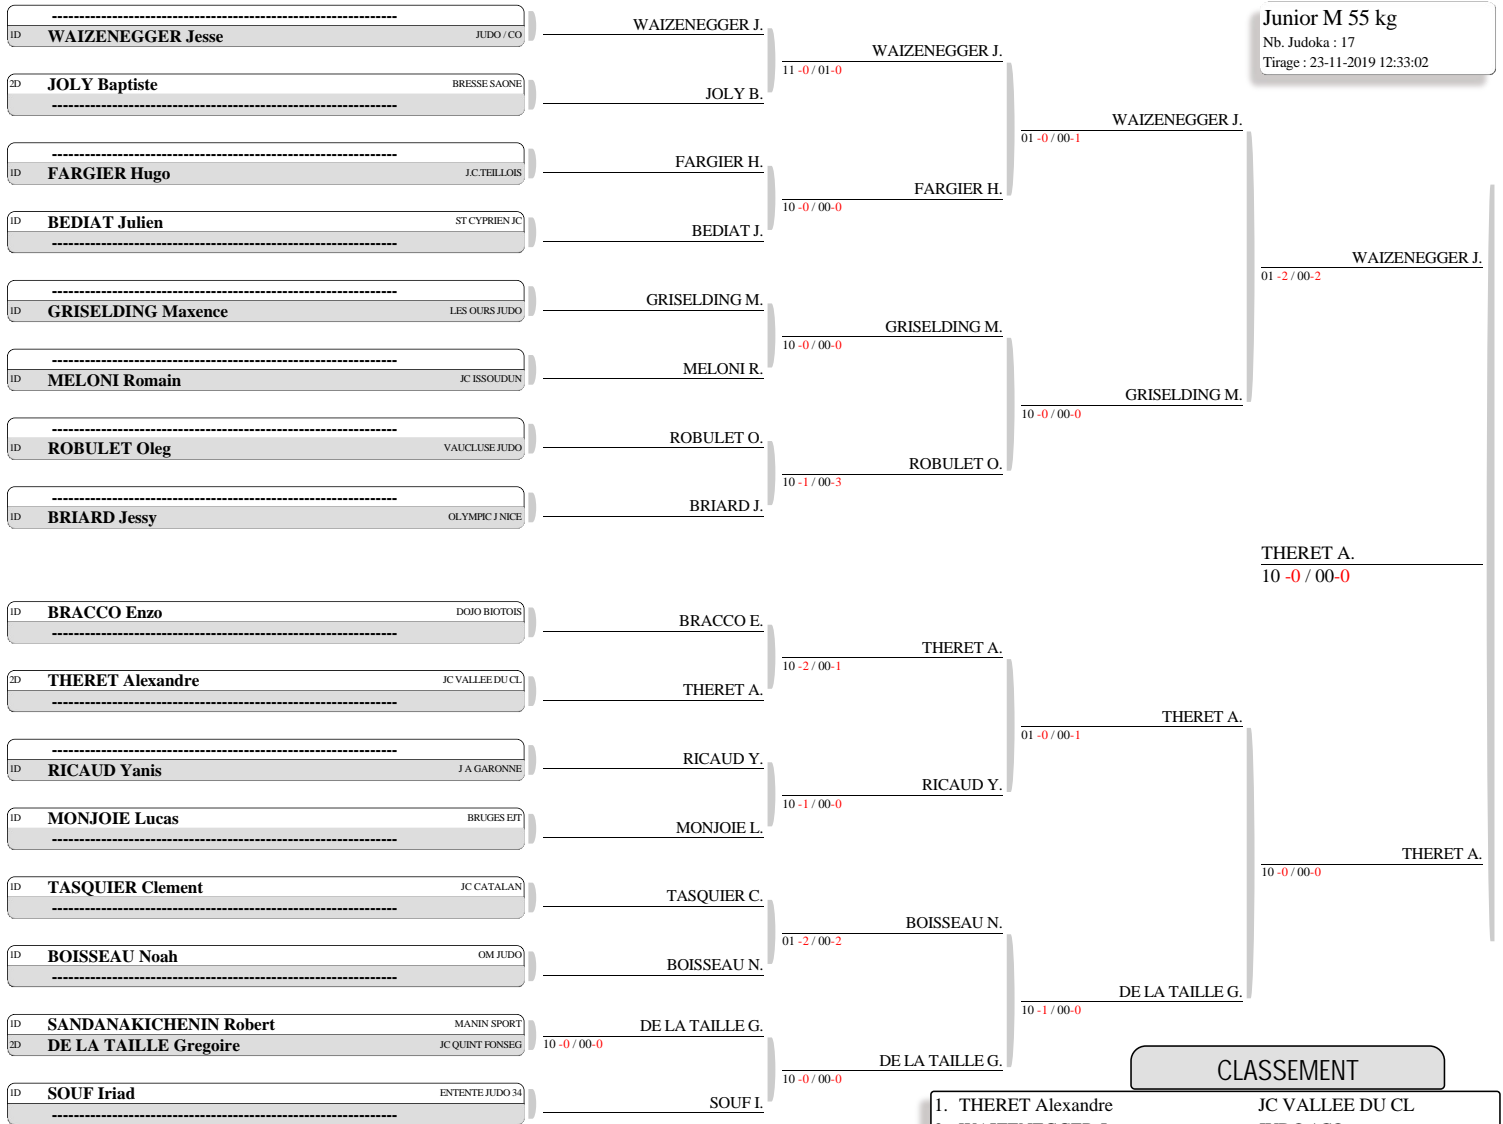 Junior M 55 kg
Nb. Judoka : 17
Tirage : 23-11-2019 12:33:02
--------------------------------------------------------------
1D WAIZENEGGER Jesse JUDO / CO
2D JOLY Baptiste BRESSE SAONE
--------------------------------------------------------------
--------------------------------------------------------------
1D FARGIER Hugo J.C.TEILLOIS
1D BEDIAT Julien ST CYPRIEN JC
--------------------------------------------------------------
--------------------------------------------------------------
1D GRISELDING Maxence LES OURS JUDO
--------------------------------------------------------------
1D MELONI Romain JC ISSOUDUN
--------------------------------------------------------------
1D ROBULET Oleg VAUCLUSE JUDO
--------------------------------------------------------------
1D BRIARD Jessy OLYMPIC J NICE
1D BRACCO Enzo DOJO BIOTOIS
--------------------------------------------------------------
2D THERET Alexandre JC VALLEE DU CL
--------------------------------------------------------------
--------------------------------------------------------------
1D RICAUD Yanis J A GARONNE
1D MONJOIE Lucas BRUGES EJT
--------------------------------------------------------------
1D TASQUIER Clement JC CATALAN
--------------------------------------------------------------
1D BOISSEAU Noah OM JUDO
--------------------------------------------------------------
1D SANDANAKICHENIN Robert MANIN SPORT
2D DE LA TAILLE Gregoire JC QUINT FONSEG
1D SOUF Iriad ENTENTE JUDO 34
--------------------------------------------------------------
WAIZENEGGER J.
JOLY B.
FARGIER H.
BEDIAT J.
GRISELDING M.
MELONI R.
ROBULET O.
BRIARD J.
BRACCO E.
THERET A.
RICAUD Y.
MONJOIE L.
TASQUIER C.
BOISSEAU N.
DE LA TAILLE G.
10 -0 / 00-0
SOUF I.
WAIZENEGGER J.
11 -0 / 01-0
FARGIER H.
10 -0 / 00-0
GRISELDING M.
10 -0 / 00-0
ROBULET O.
10 -1 / 00-3
THERET A.
10 -2 / 00-1
RICAUD Y.
10 -1 / 00-0
BOISSEAU N.
01 -2 / 00-2
DE LA TAILLE G.
10 -0 / 00-0
WAIZENEGGER J.
01 -0 / 00-1
GRISELDING M.
10 -0 / 00-0
THERET A.
01 -0 / 00-1
DE LA TAILLE G.
10 -1 / 00-0
WAIZENEGGER J.
01 -2 / 00-2
THERET A.
10 -0 / 00-0
THERET A.
10 -0 / 00-0
CLASSEMENT
1. THERET Alexandre JC VALLEE DU CL